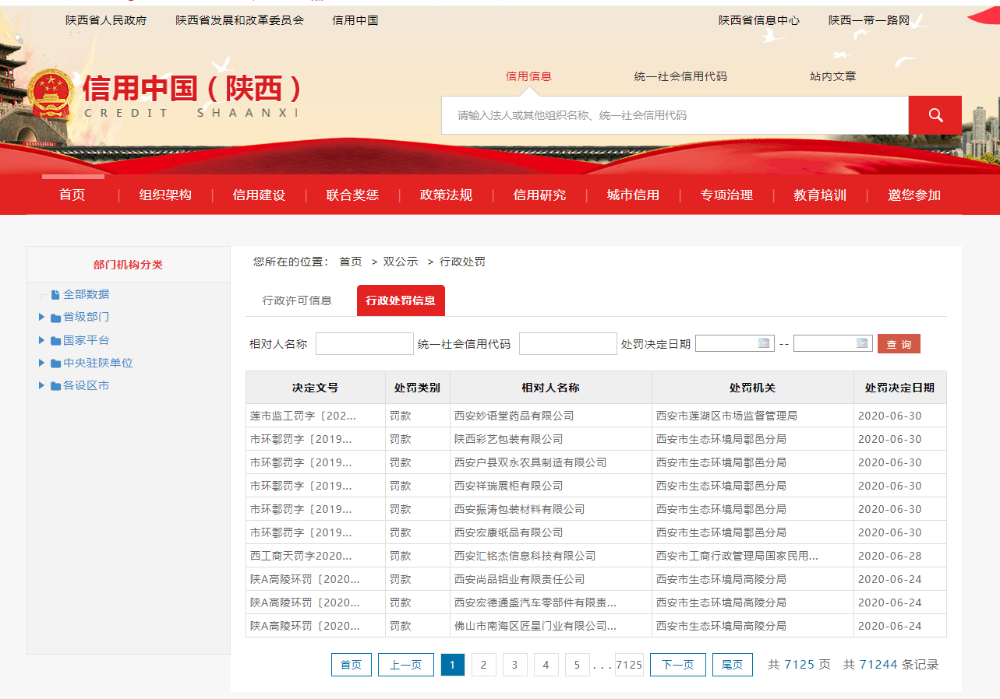 陕西省人民政府 陕西省发展和改革委员会 信用中国 陕西省信息中心 陕西一带一路网
信用信息 统一社会信用代码 站内文章
信用中国（陕西）
CREDIT SHAANXI
请输入法人或其他组织名称、统一社会信用代码
首页 | 组织架构 | 信用建设 | 联合奖惩 | 政策法规 | 信用研究 | 城市信用 | 专项治理 | 教育培训 | 邀您参加
部门机构分类
全部数据
省级部门
国家平台
中央驻陕单位
各设区市
您所在的位置： 首页 > 双公示 > 行政处罚
行政许可信息 行政处罚信息
相对人名称 统一社会信用代码 处罚决定日期 -- 查 询
决定文号 处罚类别 相对人名称 处罚机关 处罚决定日期
莲市监工罚字〔202... 罚款 西安妙语堂药品有限公司 西安市莲湖区市场监督管理局 2020-06-30
市环鄠罚字〔2019... 罚款 陕西彩艺包装有限公司 西安市生态环境局鄠邑分局 2020-06-30
市环鄠罚字〔2019... 罚款 西安户县双永农具制造有限公司 西安市生态环境局鄠邑分局 2020-06-30
市环鄠罚字〔2019... 罚款 西安祥瑞展柜有限公司 西安市生态环境局鄠邑分局 2020-06-30
市环鄠罚字〔2019... 罚款 西安振涛包装材料有限公司 西安市生态环境局鄠邑分局 2020-06-30
市环鄠罚字〔2019... 罚款 西安宏康纸品有限公司 西安市生态环境局鄠邑分局 2020-06-30
西工商天罚字2020... 罚款 西安汇铭杰信息科技有限公司 西安市工商行政管理局国家民用... 2020-06-28
陕A高陵环罚〔2020... 罚款 西安尚品铝业有限责任公司 西安市生态环境局高陵分局 2020-06-24
陕A高陵环罚〔2020... 罚款 西安宏德通盛汽车零部件有限责... 西安市生态环境局高陵分局 2020-06-24
陕A高陵环罚〔2020... 罚款 佛山市南海区匠星门业有限公司... 西安市生态环境局高陵分局 2020-06-24
首页 上一页 1 2 3 4 5 ... 7125 下一页 尾页 共 7125 页 共 71244 条记录